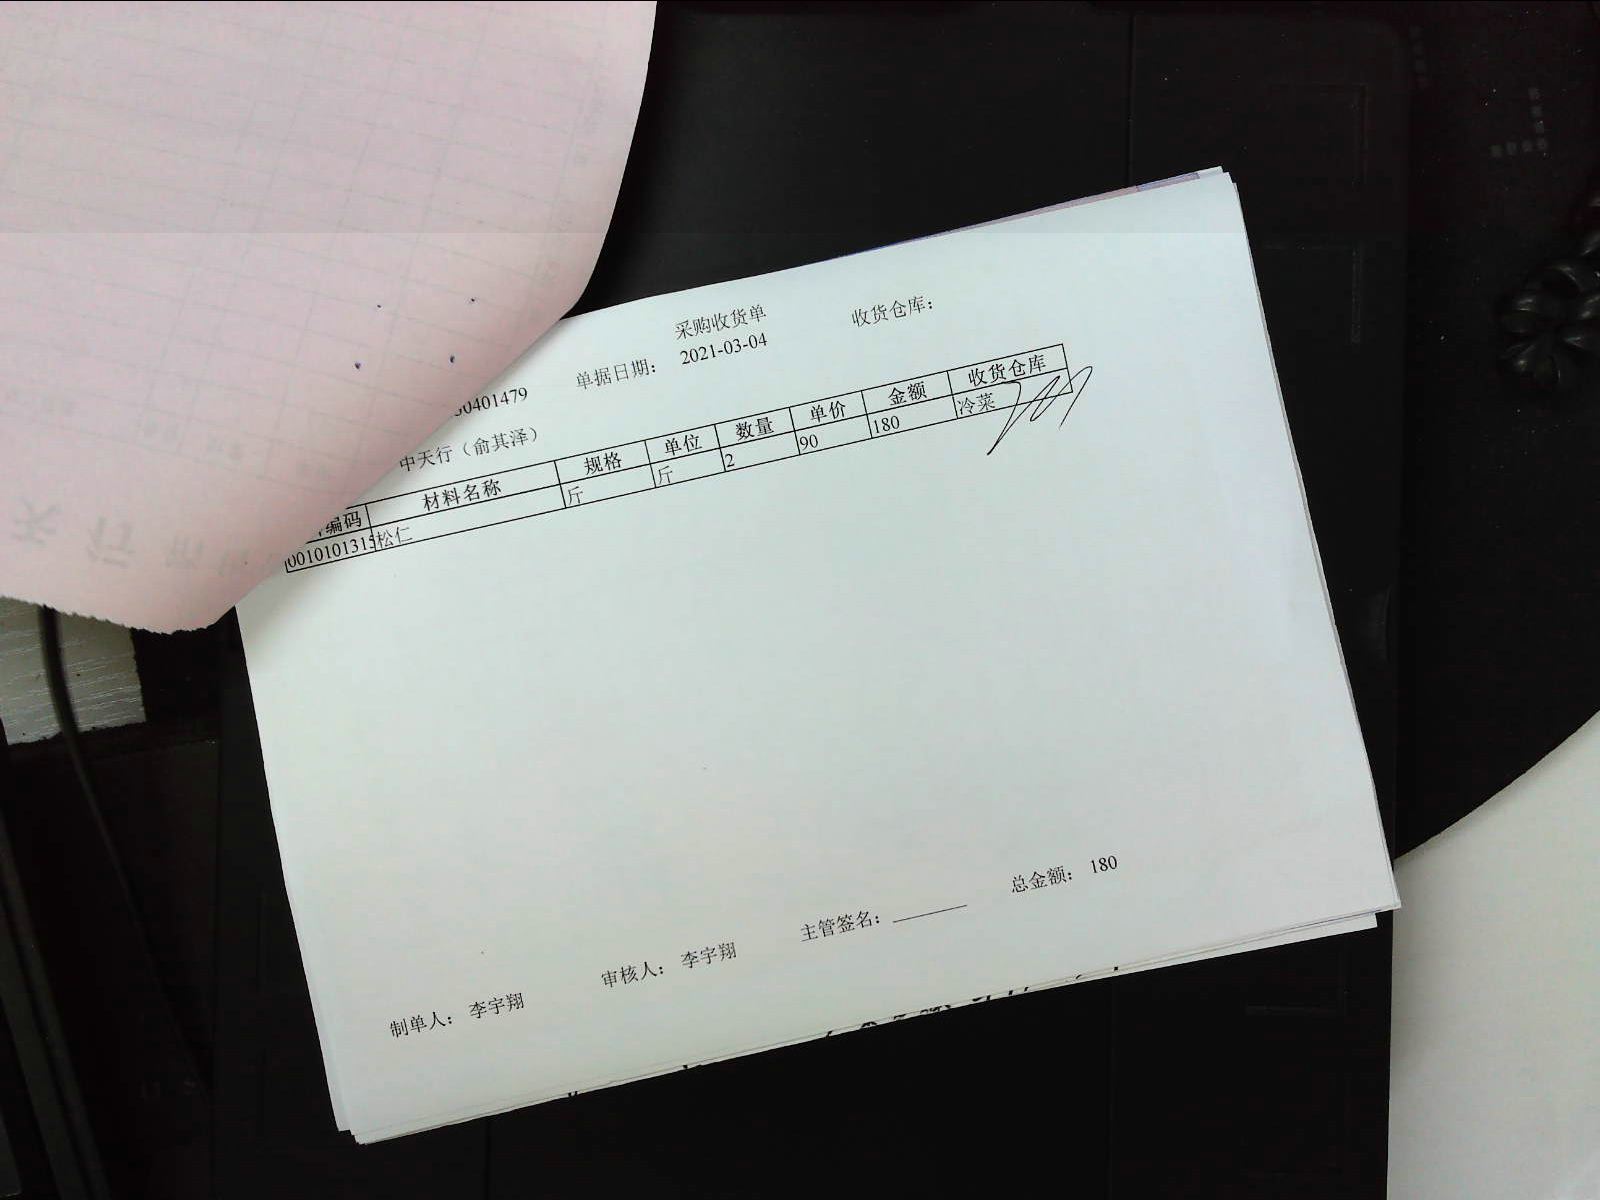 采购收货单
收货仓库：
单据日期： 2021-03-04
0401479
中天行（俞其泽）
编码 材料名称 规格 单位 数量 单价 金额 收货仓库
0010101315 松仁 斤 斤 2 90 180 冷菜
总金额： 180
主管签名：
审核人： 李宇翔
制单人： 李宇翔